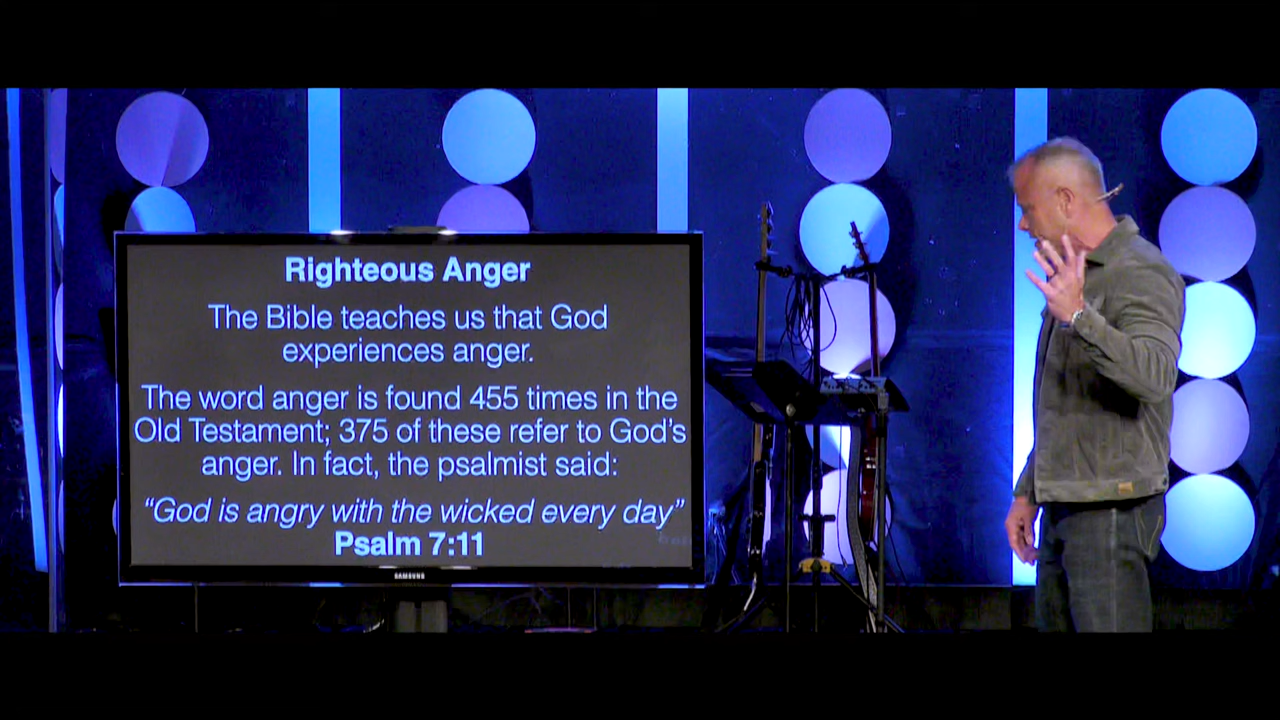 Righteous Anger
The Bible teaches us that God
experiences anger.
The word anger is found 455 times in the
Old Testament; 375 of these refer to God's
anger. In fact, the psalmist said:
“God is angry with the wicked every day”
Psalm 7:11
SAMSUNG